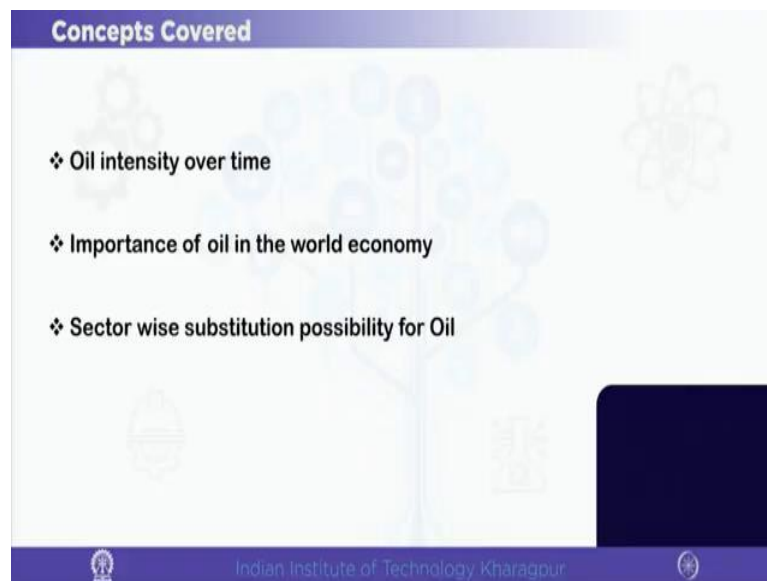 Concepts Covered
❖ Oil intensity over time
❖ Importance of oil in the world economy
❖ Sector wise substitution possibility for Oil
Indian Institute of Technology Kharagpur